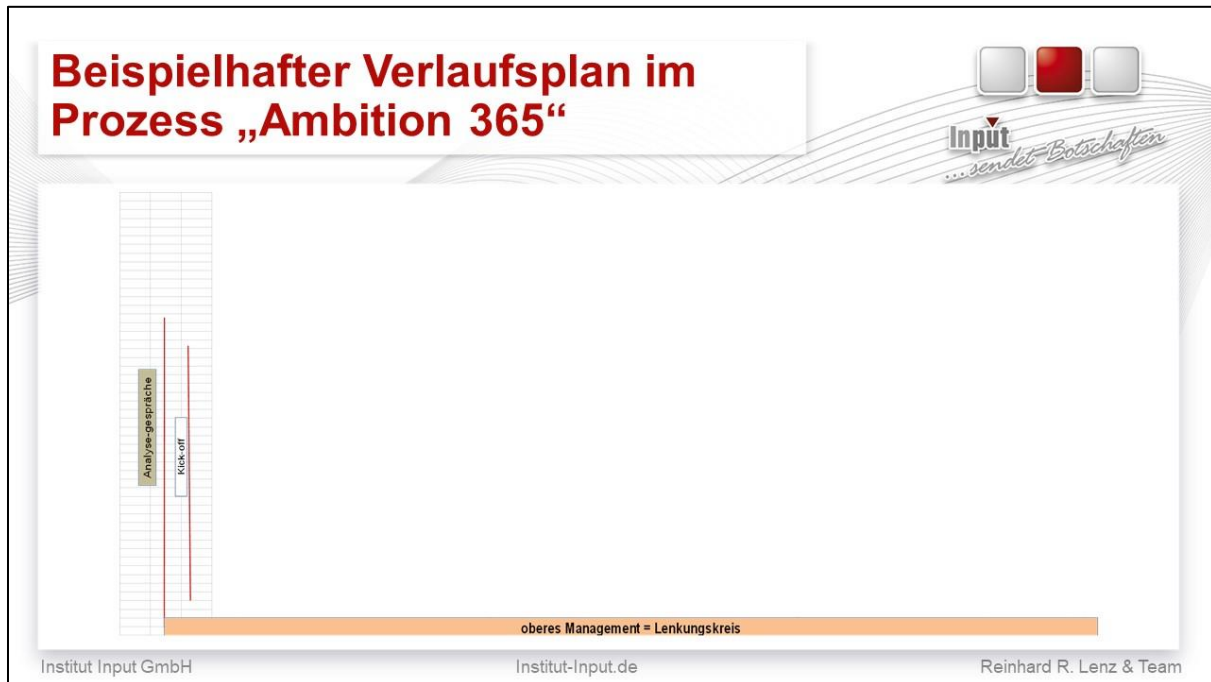 Beispielhafter Verlaufsplan im
Prozess „Ambition 365“
Input
...sendet Botschaften
Analyse-gespräche
Kick-off
oberes Management = Lenkungskreis
Institut Input GmbH
Institut-Input.de
Reinhard R. Lenz & Team